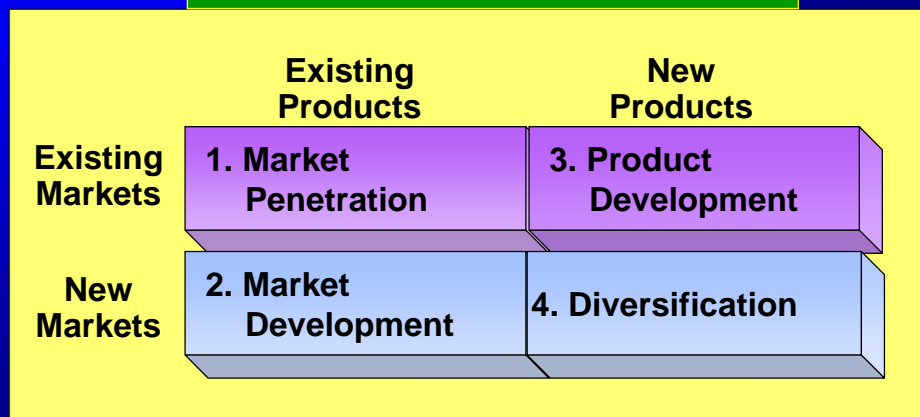 Existing
Products
New
Products
Existing
Markets
1. Market
Penetration
3. Product
Development
New
Markets
2. Market
Development
4. Diversification